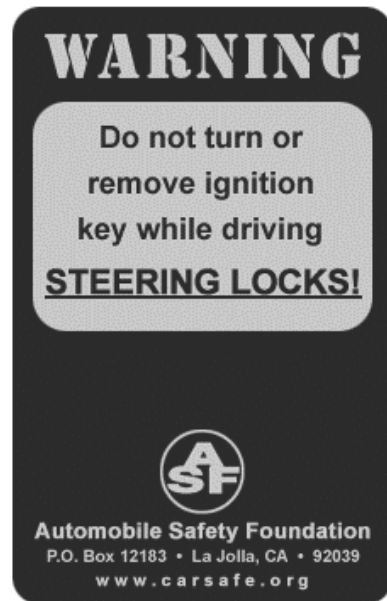 WARNING
Do not turn or
remove ignition
key while driving
STEERING LOCKS!
ASF
Automobile Safety Foundation
P.O. Box 12183 • La Jolla, CA • 92039
www.carsafe.org